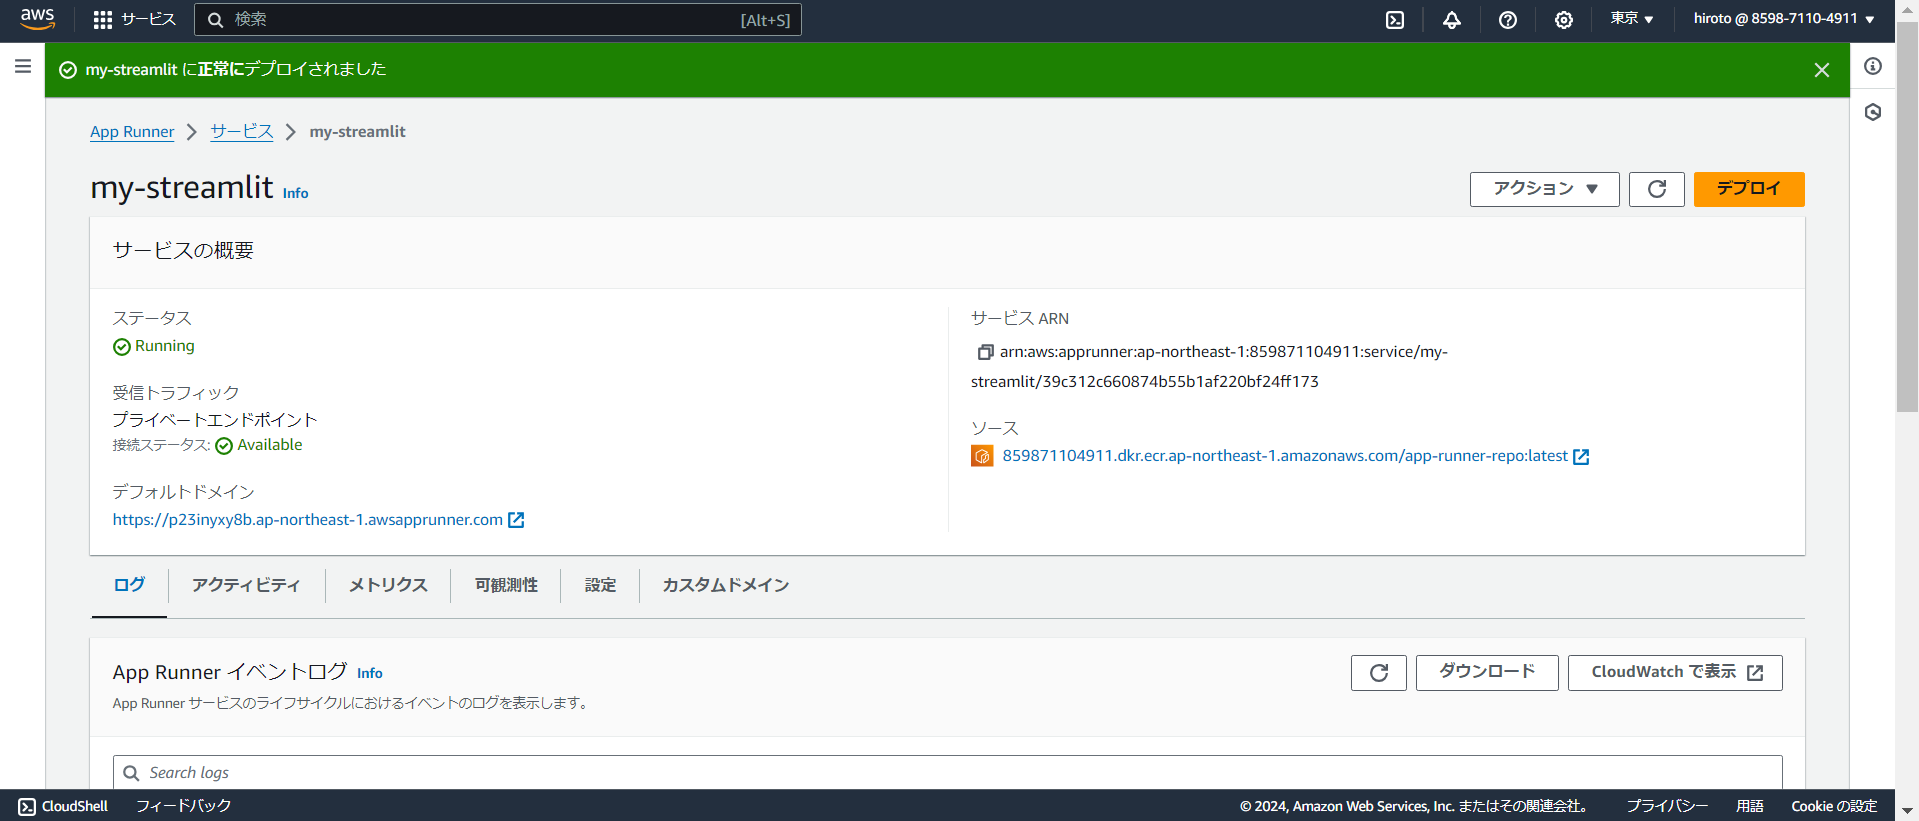 aws
サービス
検索
[Alt+S]
東京 ▼
hiroto @ 8598-7110-4911 ▼
my-streamlit に正常にデプロイされました
App Runner
サービス
my-streamlit
my-streamlit Info
アクション ▼
デプロイ
サービスの概要
ステータス
Running
受信トラフィック
プライベートエンドポイント
接続ステータス: Available
デフォルトドメイン
https://p23inyxy8b.ap-northeast-1.awsapprunner.com
サービス ARN
arn:aws:apprunner:ap-northeast-1:859871104911:service/my-
streamlit/39c312c660874b55b1af220bf24ff173
ソース
859871104911.dkr.ecr.ap-northeast-1.amazonaws.com/app-runner-repo:latest
ログ
アクティビティ
メトリクス
可観測性
設定
カスタムドメイン
App Runner イベントログ Info
App Runner サービスのライフサイクルにおけるイベントのログを表示します。
ダウンロード
CloudWatch で表示
Search logs
CloudShell
フィードバック
© 2024, Amazon Web Services, Inc. またはその関連会社。
プライバシー
用語
Cookie の設定